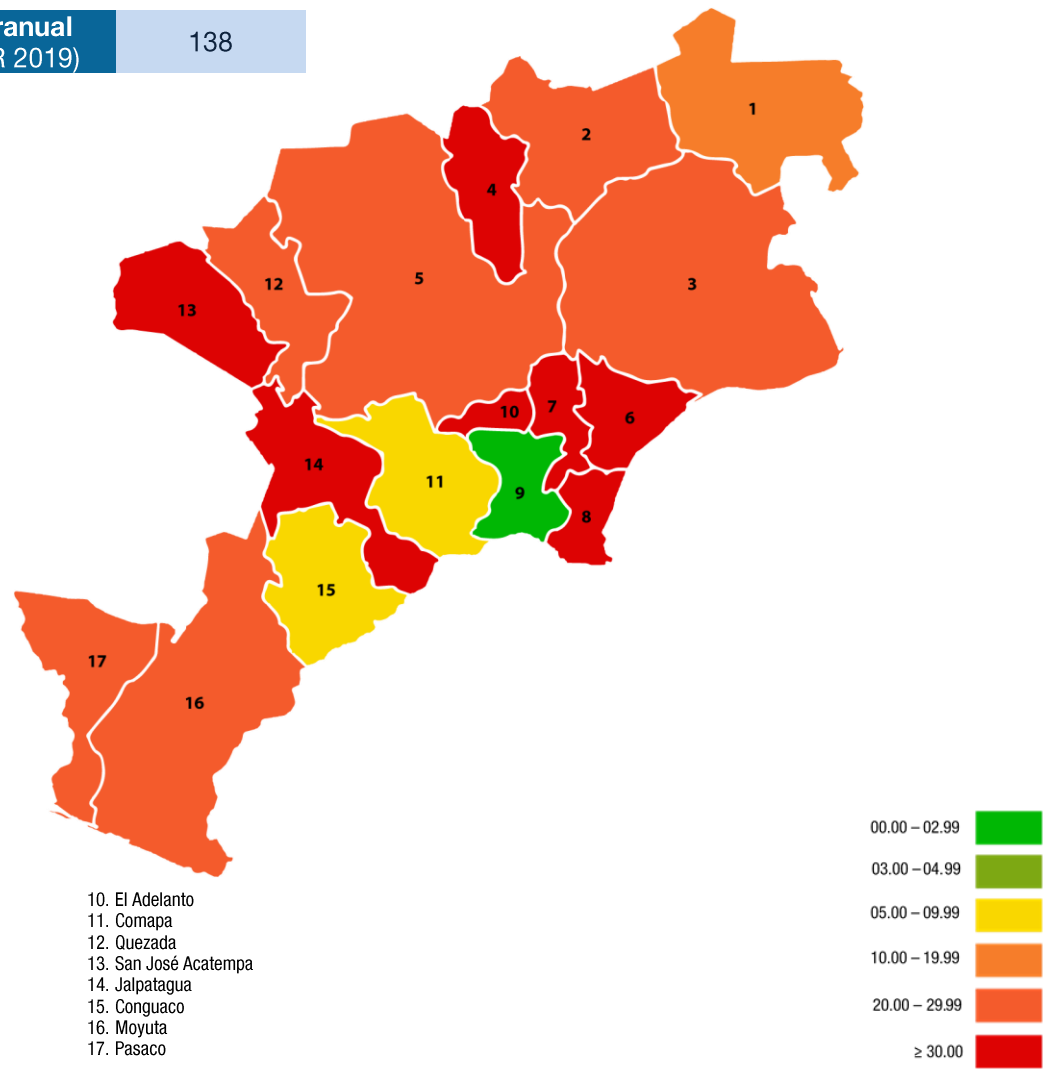 138
2019)
1
2
4
5
3
12
13
10
7
6
14
11
9
8
15
17
16
00.00 – 02.99
03.00 – 04.99
05.00 – 09.99
10.00 – 19.99
20.00 – 29.99
≥ 30.00
10. El Adelanto
11. Comapa
12. Quezada
13. San José Acatempa
14. Jalpatagua
15. Conguaco
16. Moyuta
17. Pasaco